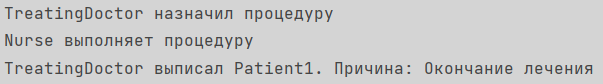 TreatingDoctor назначил процедуру
Nurse выполняет процедуру
TreatingDoctor выписал Patient1. Причина: Окончание лечения